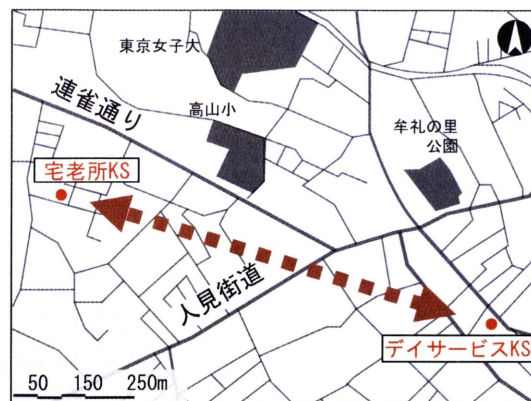 東京女子大
連雀通り
高山小
牟礼の里
公園
宅老所KS
人見街道
デイサービスKS
50 150 250m